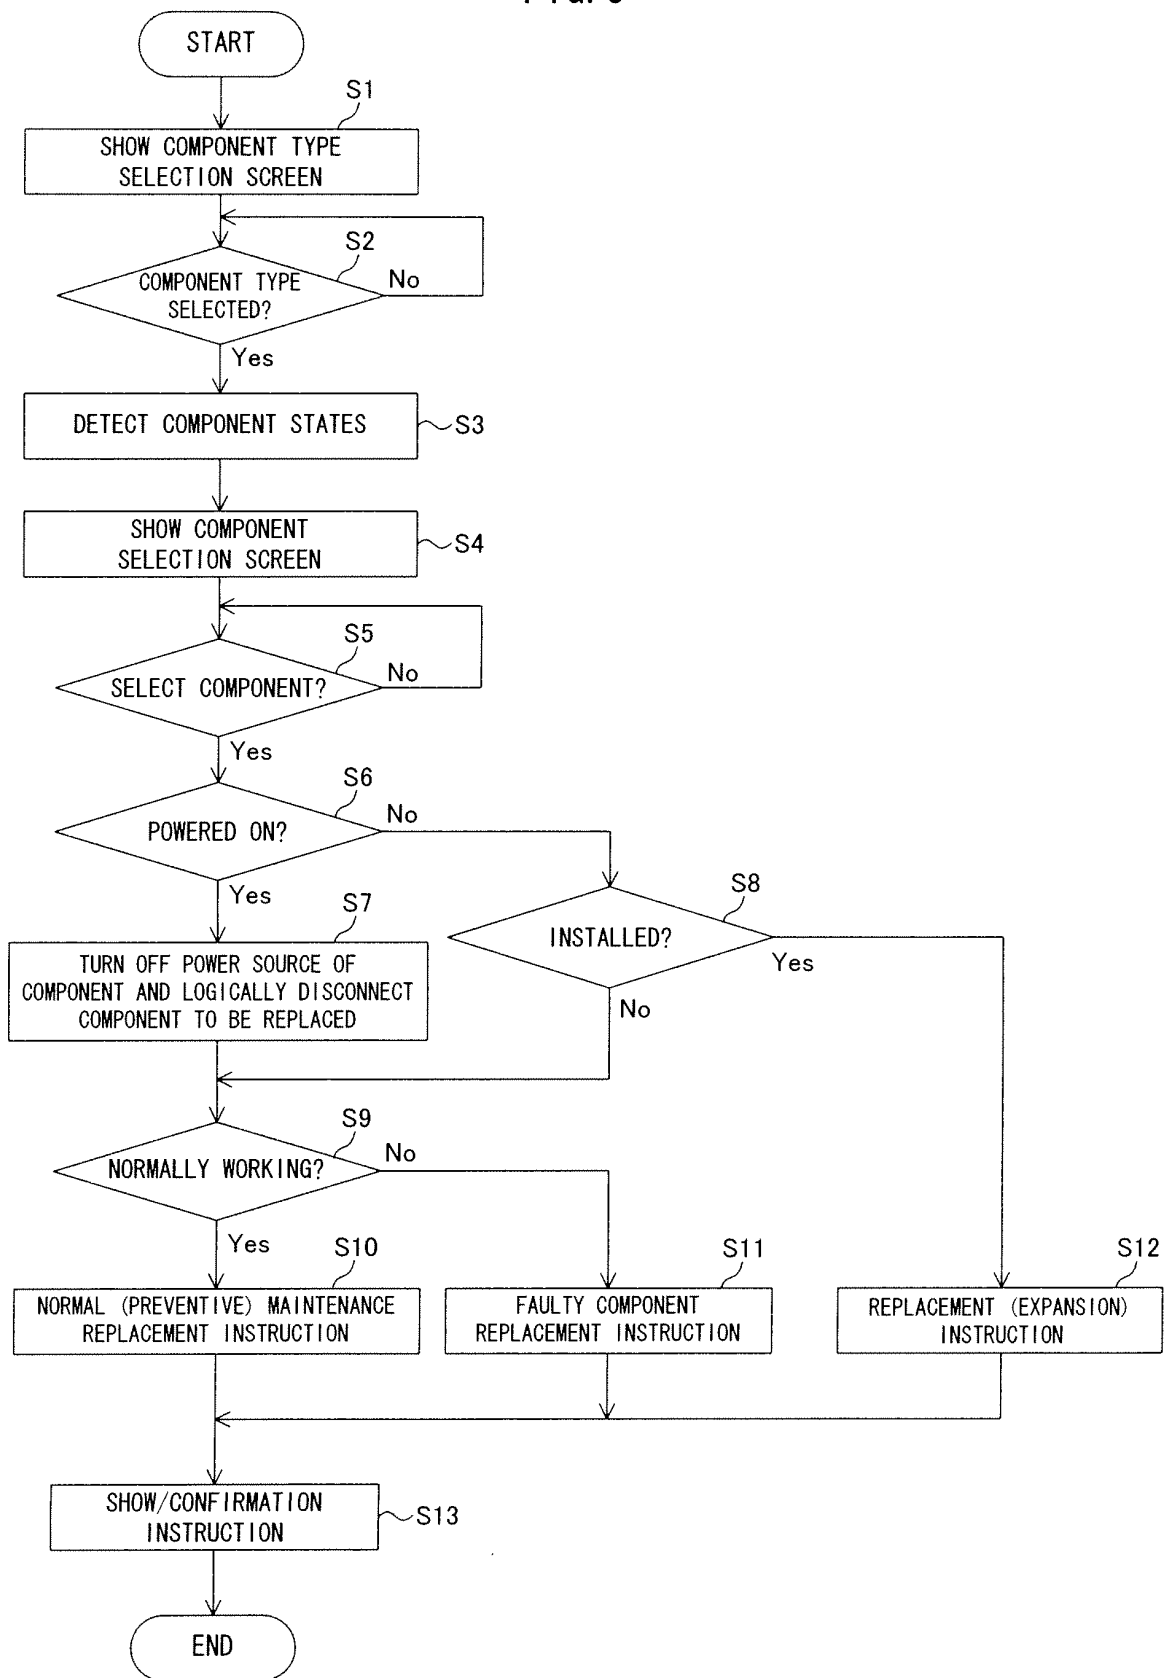 START
S1
SHOW COMPONENT TYPE
SELECTION SCREEN
S2
COMPONENT TYPE
SELECTED?
No
Yes
DETECT COMPONENT STATES
S3
SHOW COMPONENT
SELECTION SCREEN
S4
S5
SELECT COMPONENT?
No
Yes
S6
POWERED ON?
No
Yes
S7
TURN OFF POWER SOURCE OF
COMPONENT AND LOGICALLY DISCONNECT
COMPONENT TO BE REPLACED
S8
INSTALLED?
Yes
No
S9
NORMALLY WORKING?
No
Yes
S10
NORMAL (PREVENTIVE) MAINTENANCE
REPLACEMENT INSTRUCTION
S11
FAULTY COMPONENT
REPLACEMENT INSTRUCTION
S12
REPLACEMENT (EXPANSION)
INSTRUCTION
SHOW/CONFIRMATION
INSTRUCTION
S13
END